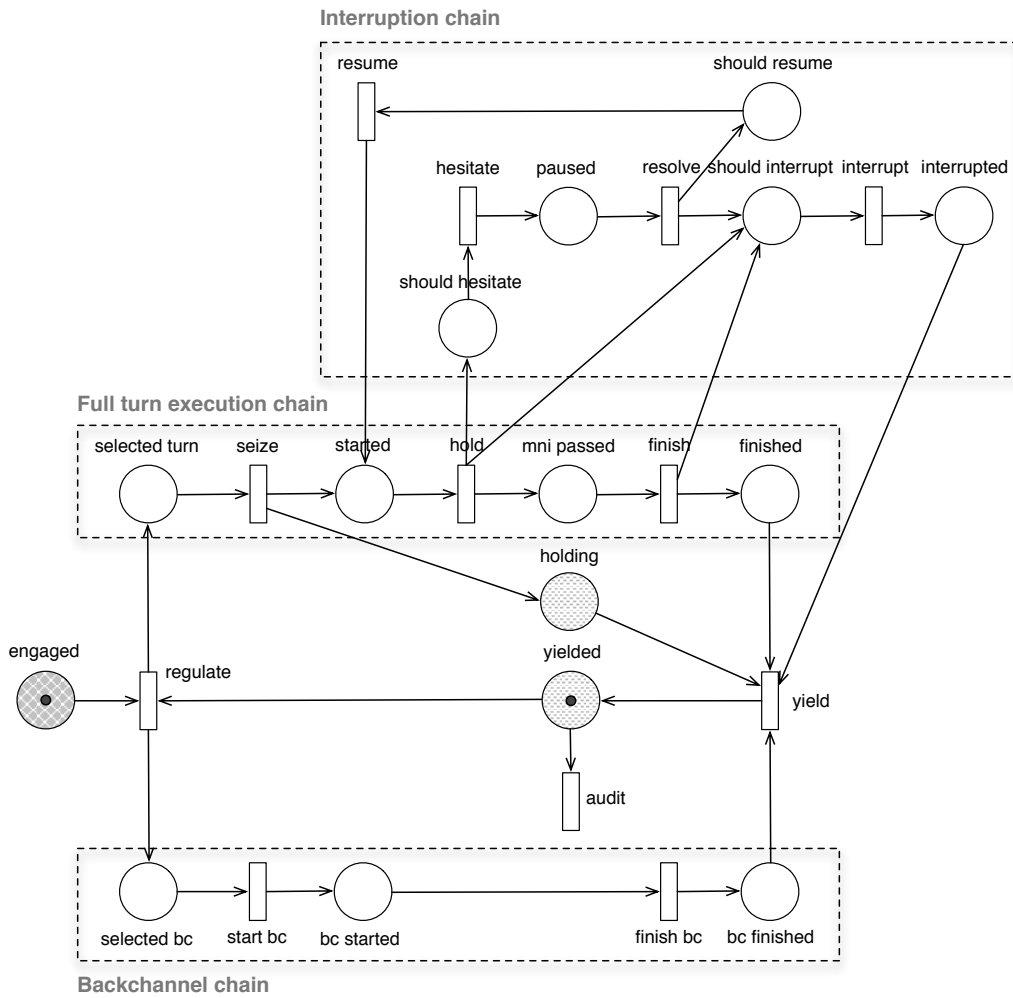 Interruption chain
resume
should resume
hesitate
paused
resolve
should interrupt
interrupt
interrupted
should hesitate
Full turn execution chain
selected turn
seize
started
hold
mni passed
finish
finished
holding
engaged
regulate
yielded
yield
audit
selected bc
start bc
bc started
finish bc
bc finished
Backchannel chain